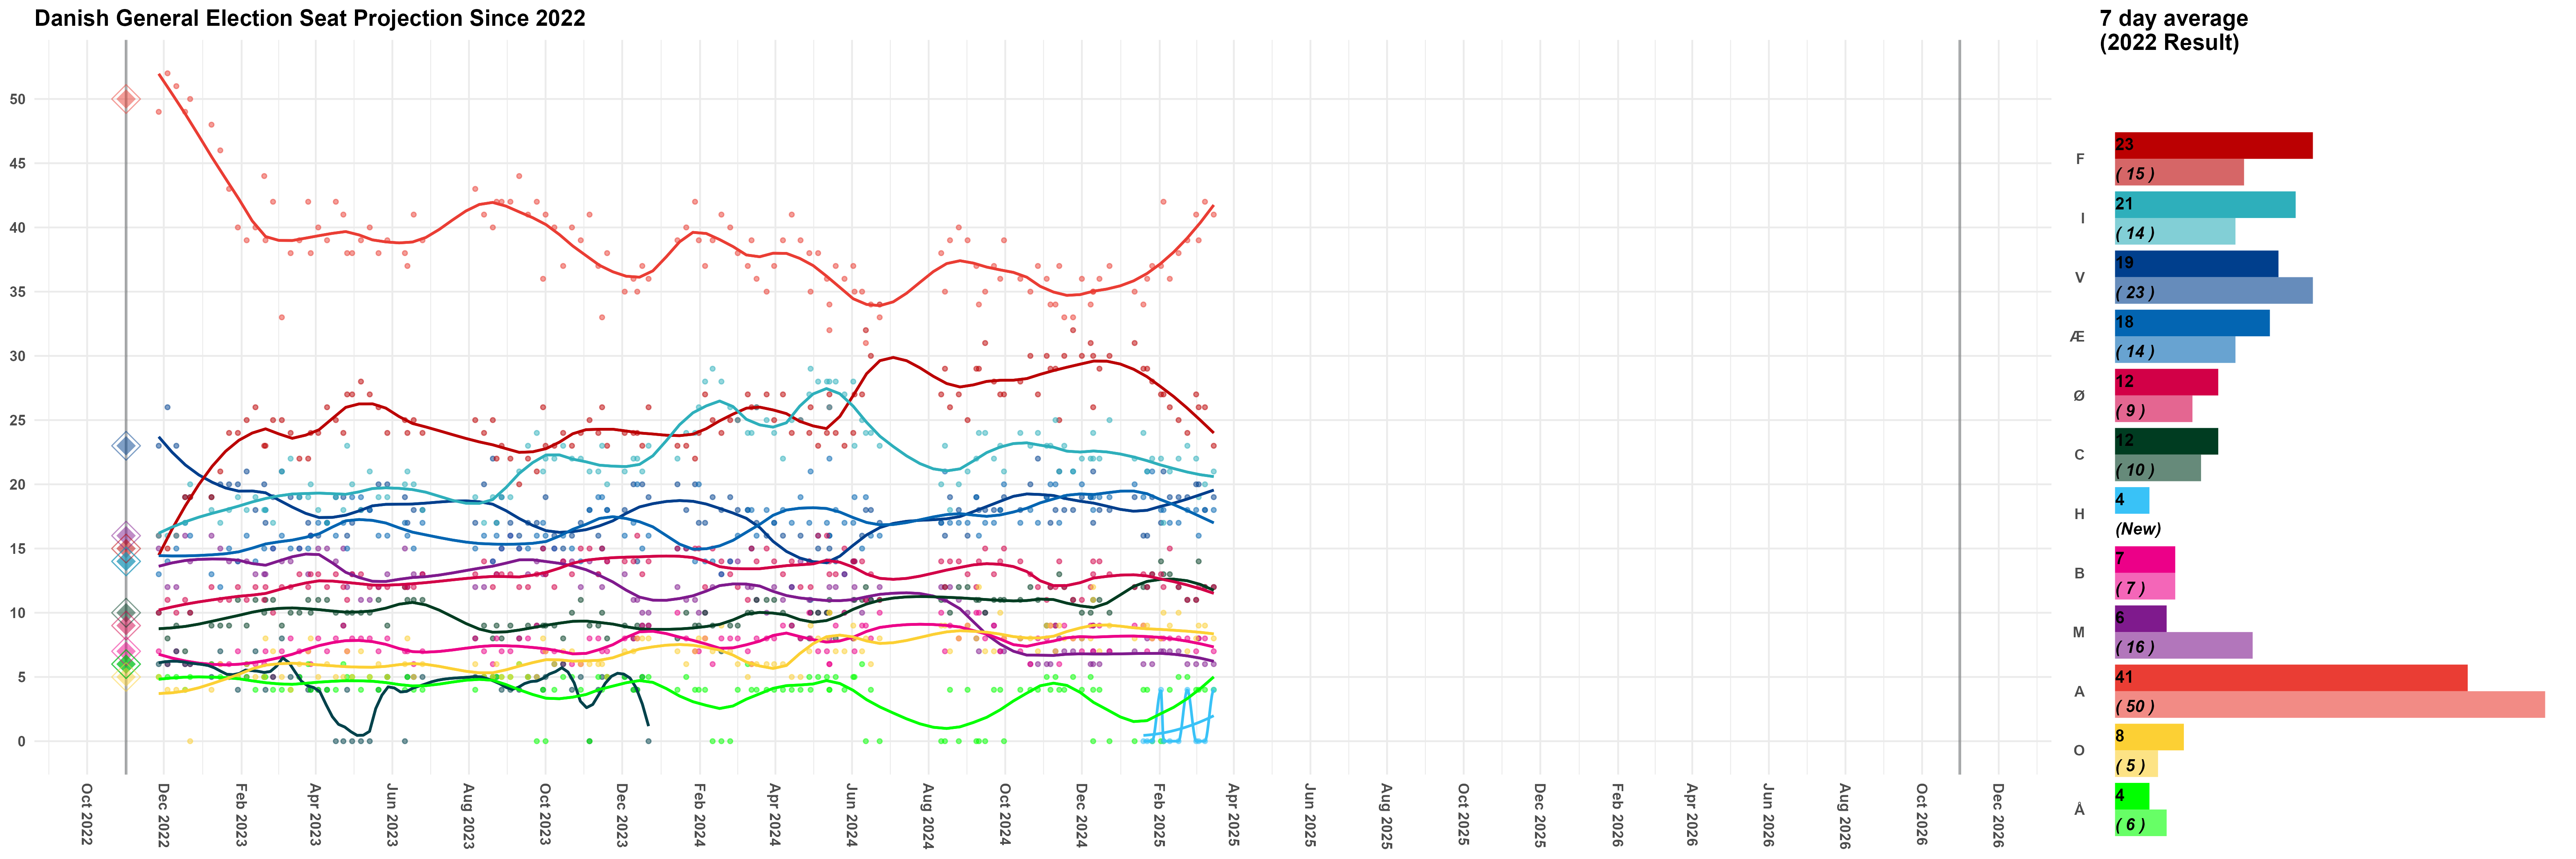 Danish General Election Seat Projection Since 2022
50
45
40
35
30
25
20
15
10
5
0
Oct 2022
Dec 2022
Feb 2023
Apr 2023
Jun 2023
Aug 2023
Oct 2023
Dec 2023
Feb 2024
Apr 2024
Jun 2024
Aug 2024
Oct 2024
Dec 2024
Feb 2025
Apr 2025
Jun 2025
Aug 2025
Oct 2025
Dec 2025
Feb 2026
Apr 2026
Jun 2026
Aug 2026
Oct 2026
Dec 2026
7 day average
(2022 Result)
F
23
( 15 )
I
21
( 14 )
V
19
( 23 )
Æ
18
( 14 )
Ø
12
( 9 )
C
12
( 10 )
H
4
(New)
B
7
( 7 )
M
6
( 16 )
A
41
( 50 )
O
8
( 5 )
Å
4
( 6 )